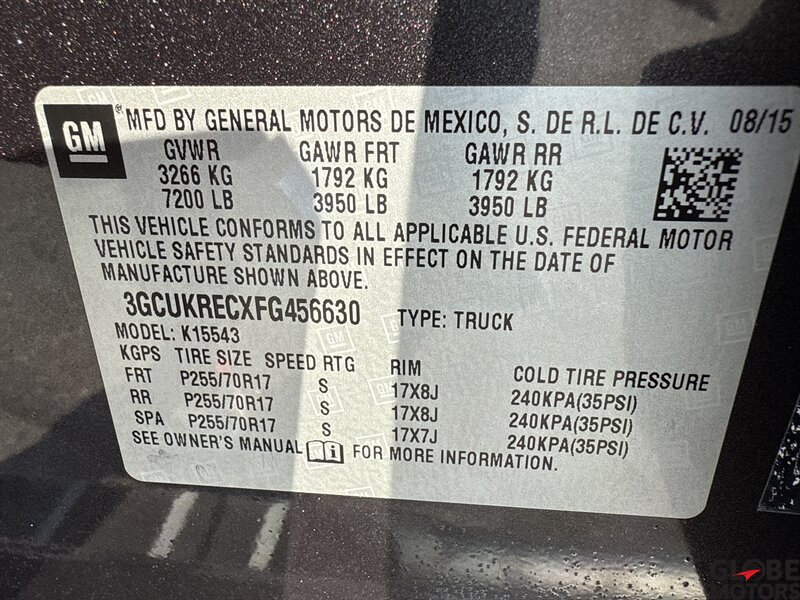 GM ® MFD BY GENERAL MOTORS DE MEXICO, S. DE R.L. DE C.V. 08/15
GVWR GAWR FRT GAWR RR
3266 KG 1792 KG 1792 KG
7200 LB 3950 LB 3950 LB
THIS VEHICLE CONFORMS TO ALL APPLICABLE U.S. FEDERAL MOTOR
VEHICLE SAFETY STANDARDS IN EFFECT ON THE DATE OF
MANUFACTURE SHOWN ABOVE.
3GCUKRECXFG456630 TYPE: TRUCK
MODEL: K15543
KGPS TIRE SIZE SPEED RTG RIM COLD TIRE PRESSURE
FRT P255/70R17 S 17X8J 240KPA(35PSI)
RR P255/70R17 S 17X8J 240KPA(35PSI)
SPA P255/70R17 S 17X7J 240KPA(35PSI)
SEE OWNER'S MANUAL i FOR MORE INFORMATION.
GLOBE
MOTORS